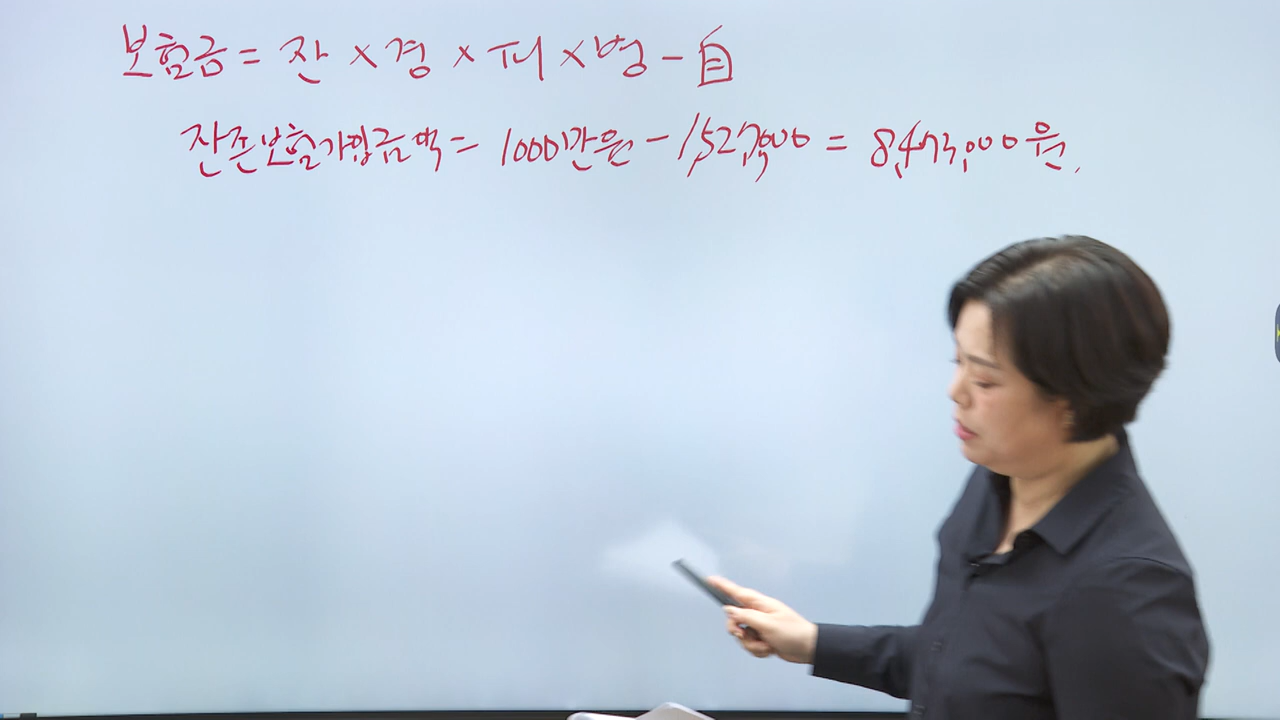 보험금 = 잔 × 경 × 피 × 병 - 自
잔존보험가입금액 = 1000만원 - 1,527,000 = 8,473,000원.